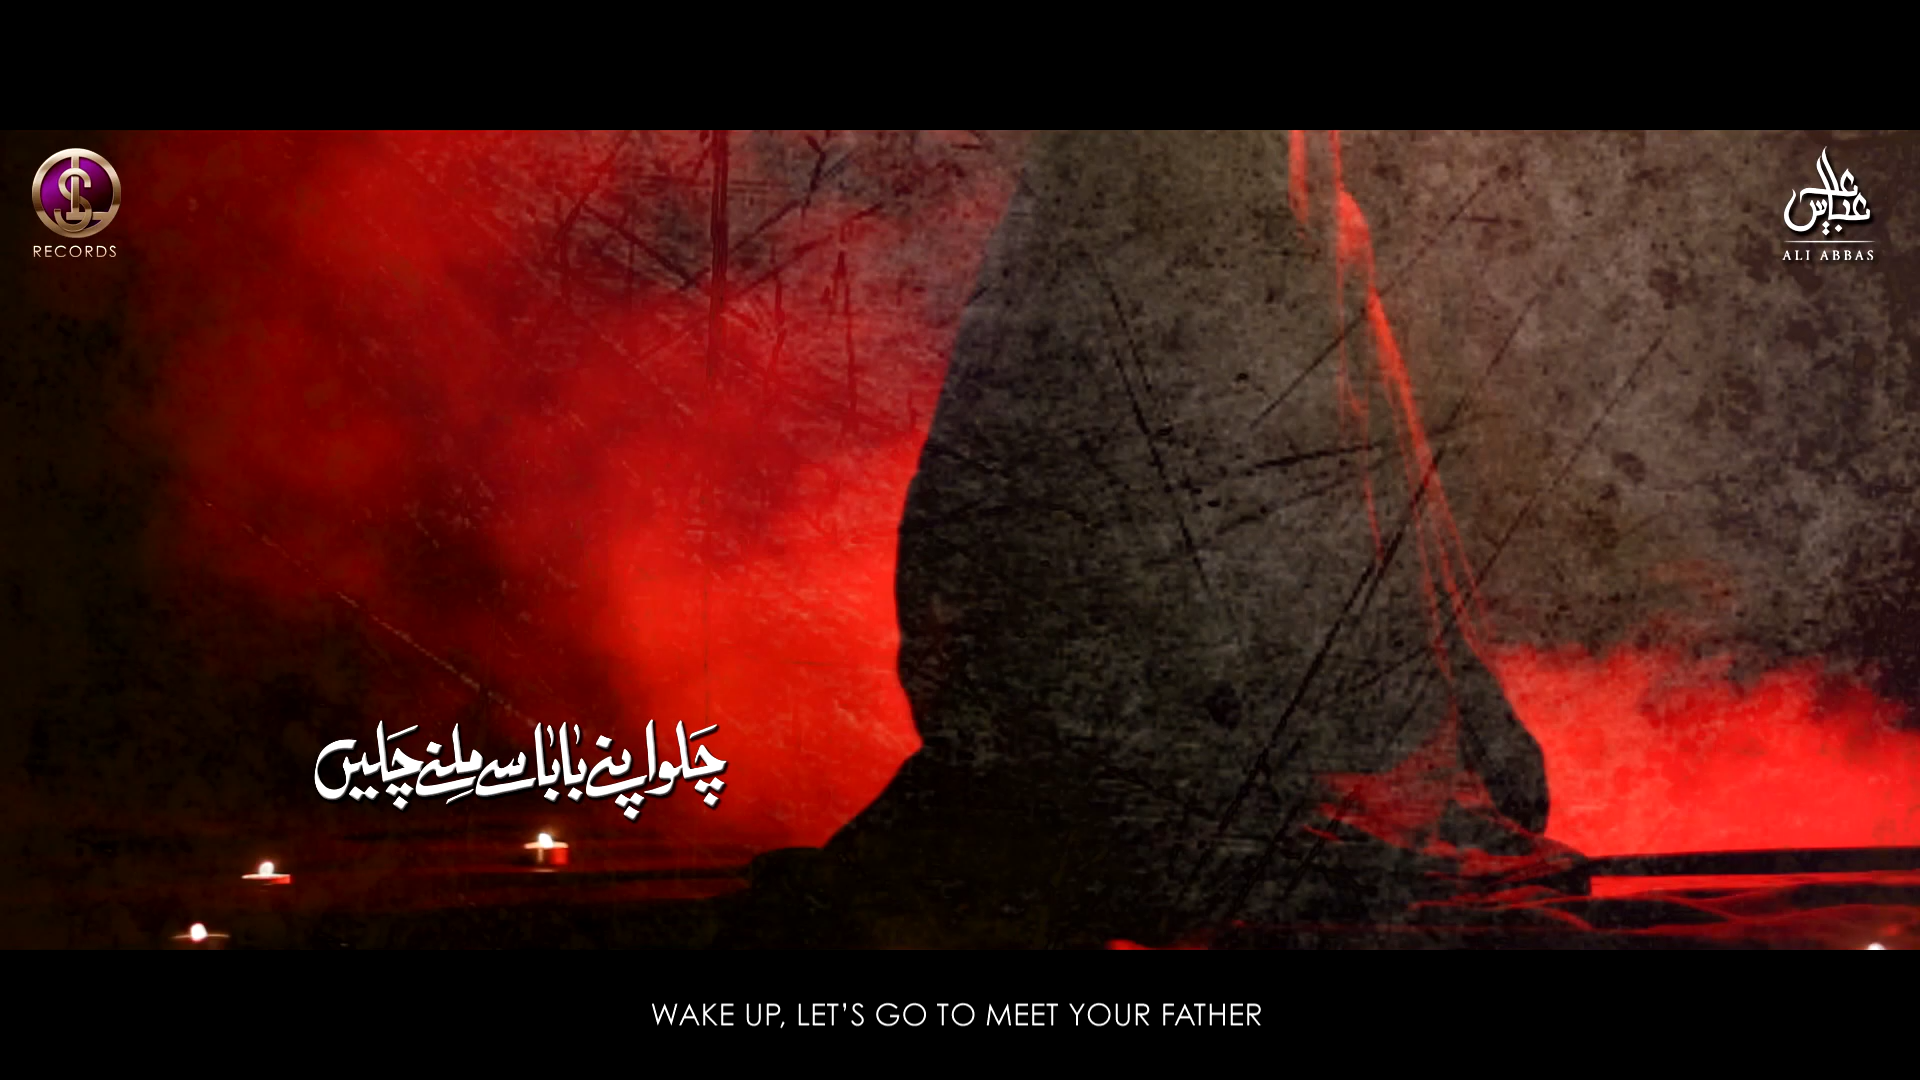 RECORDS
علی
عباس
ALI ABBAS
چلو اپنے بابا سے ملنے چلیں
WAKE UP, LET'S GO TO MEET YOUR FATHER